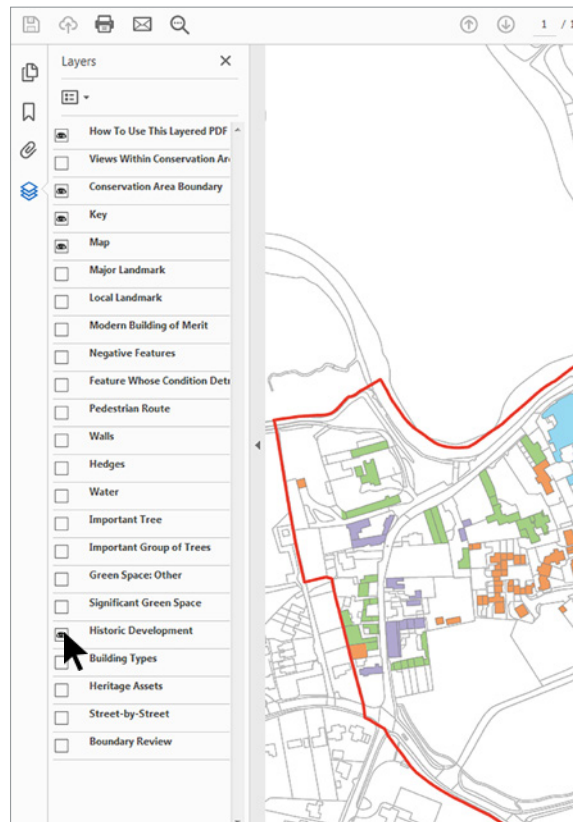 1 / 1
Layers
How To Use This Layered PDF
Views Within Conservation
Conservation Area Boundary
Key
Map
Major Landmark
Local Landmark
Modern Building of Merit
Negative Features
Feature Whose Condition Detr
Pedestrian Route
Walls
Hedges
Water
Important Tree
Important Group of Trees
Green Space: Other
Significant Green Space
Historic Development
Building Types
Heritage Assets
Street-by-Street
Boundary Review